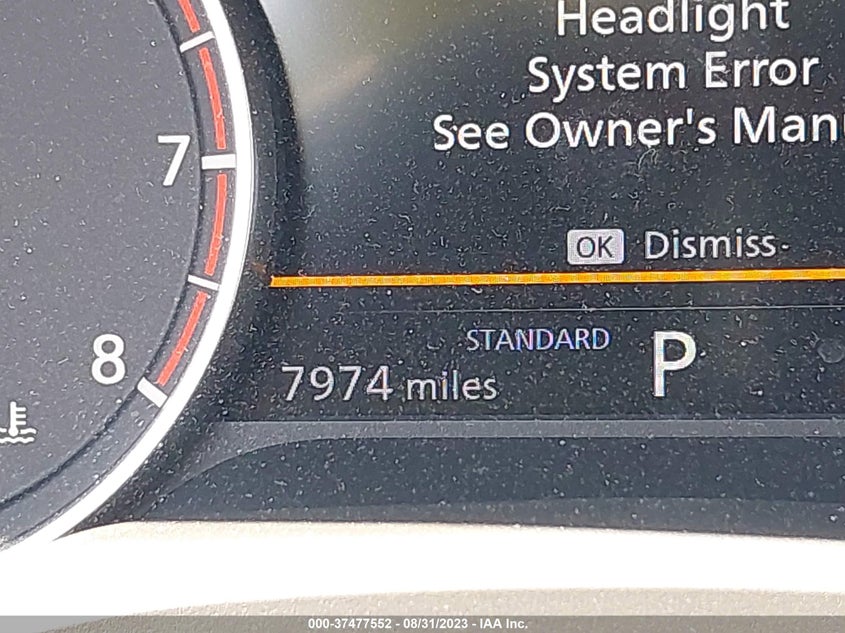 Headlight
System Error
See Owner's Manu
OK Dismiss
7
8
STANDARD
P
7974 miles
000-37477552 - 08/31/2023 - IAA Inc.